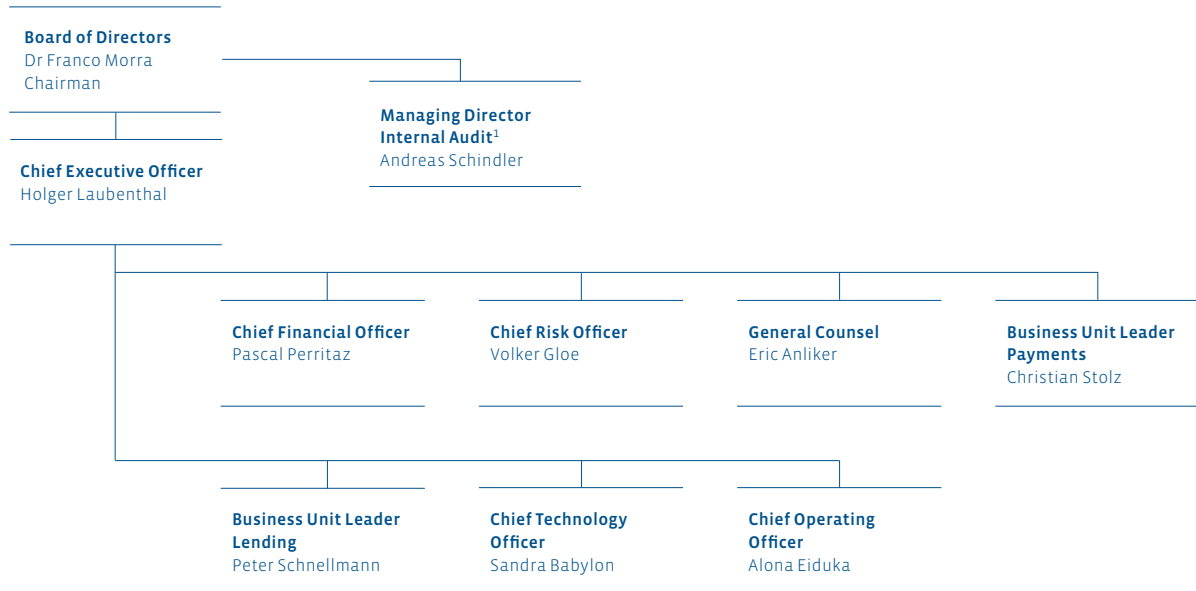 Board of Directors
Dr Franco Morra
Chairman
Managing Director
Internal Audit¹
Andreas Schindler
Chief Executive Officer
Holger Laubenthal
Chief Financial Officer
Pascal Perritaz
Chief Risk Officer
Volker Gloe
General Counsel
Eric Anliker
Business Unit Leader
Payments
Christian Stolz
Business Unit Leader
Lending
Peter Schnellmann
Chief Technology
Officer
Sandra Babylon
Chief Operating
Officer
Alona Eiduka